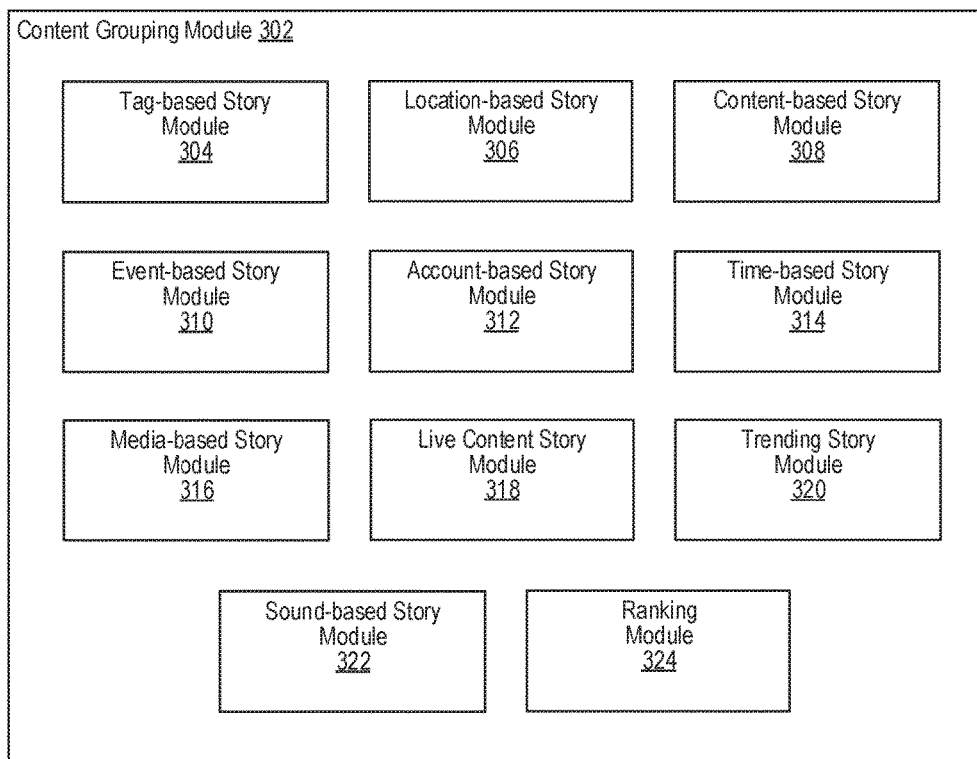 Content Grouping Module 302
Tag-based Story
Module
304
Location-based Story
Module
306
Content-based Story
Module
308
Event-based Story
Module
310
Account-based Story
Module
312
Time-based Story
Module
314
Media-based Story
Module
316
Live Content Story
Module
318
Trending Story
Module
320
Sound-based Story
Module
322
Ranking
Module
324